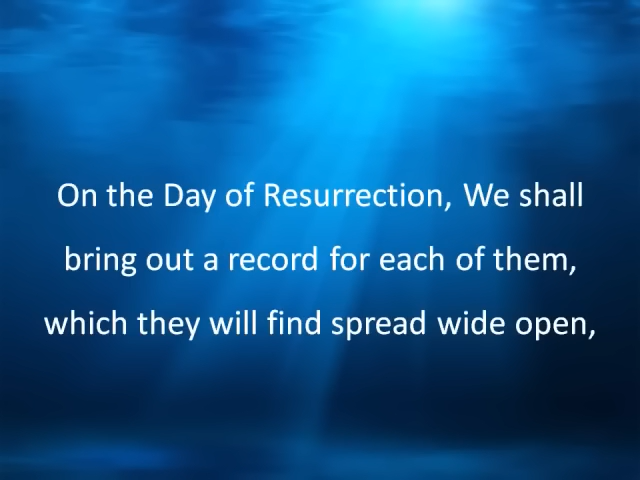 On the Day of Resurrection, We shall
bring out a record for each of them,
which they will find spread wide open,